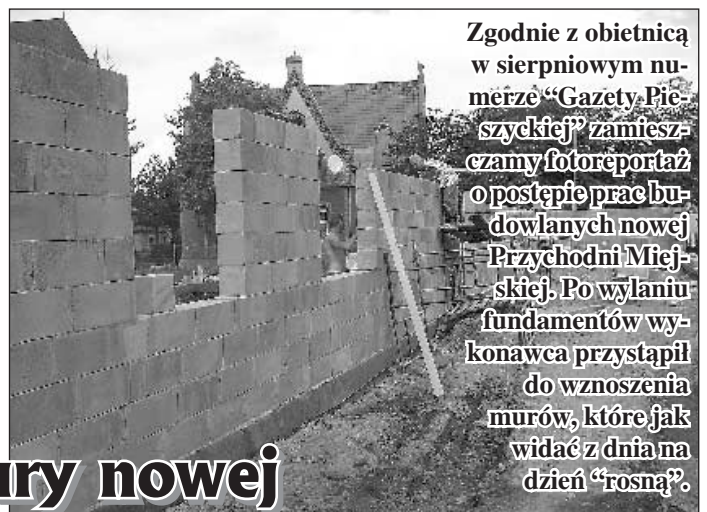 Zgodnie z obietnicą
w sierpniowym nu-
merze “Gazety Pie-
szyckiej” zamiesz-
czamy fotoreportaż
o postępie prac bu-
dowlanych nowej
Przychodni Miej-
skiej. Po wylaniu
fundamentów wy-
konawca przystąpił
do wznoszenia
murów, które jak
widać z dnia na
dzień “rosną”.
ury nowej